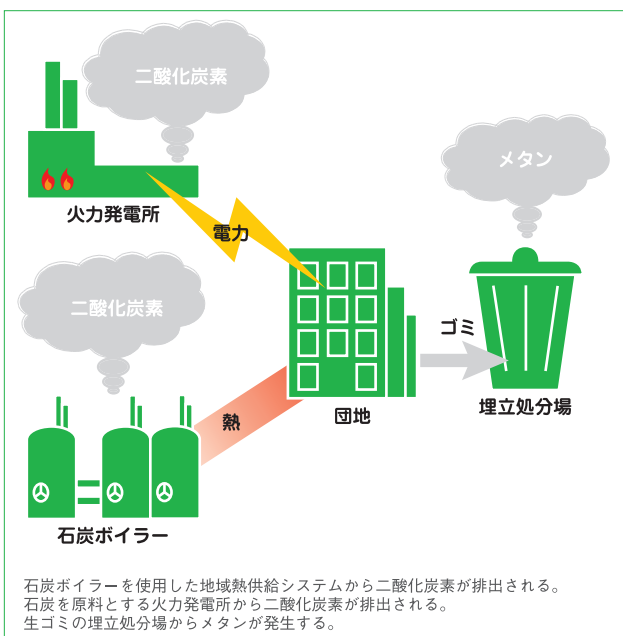 二酸化炭素
メタン
火力発電所
電力
二酸化炭素
ゴミ
団地
埋立処分場
熱
石炭ボイラー
石炭ボイラーを使用した地域熱供給システムから二酸化炭素が排出される。
石炭を原料とする火力発電所から二酸化炭素が排出される。
生ゴミの埋立処分場からメタンが発生する。